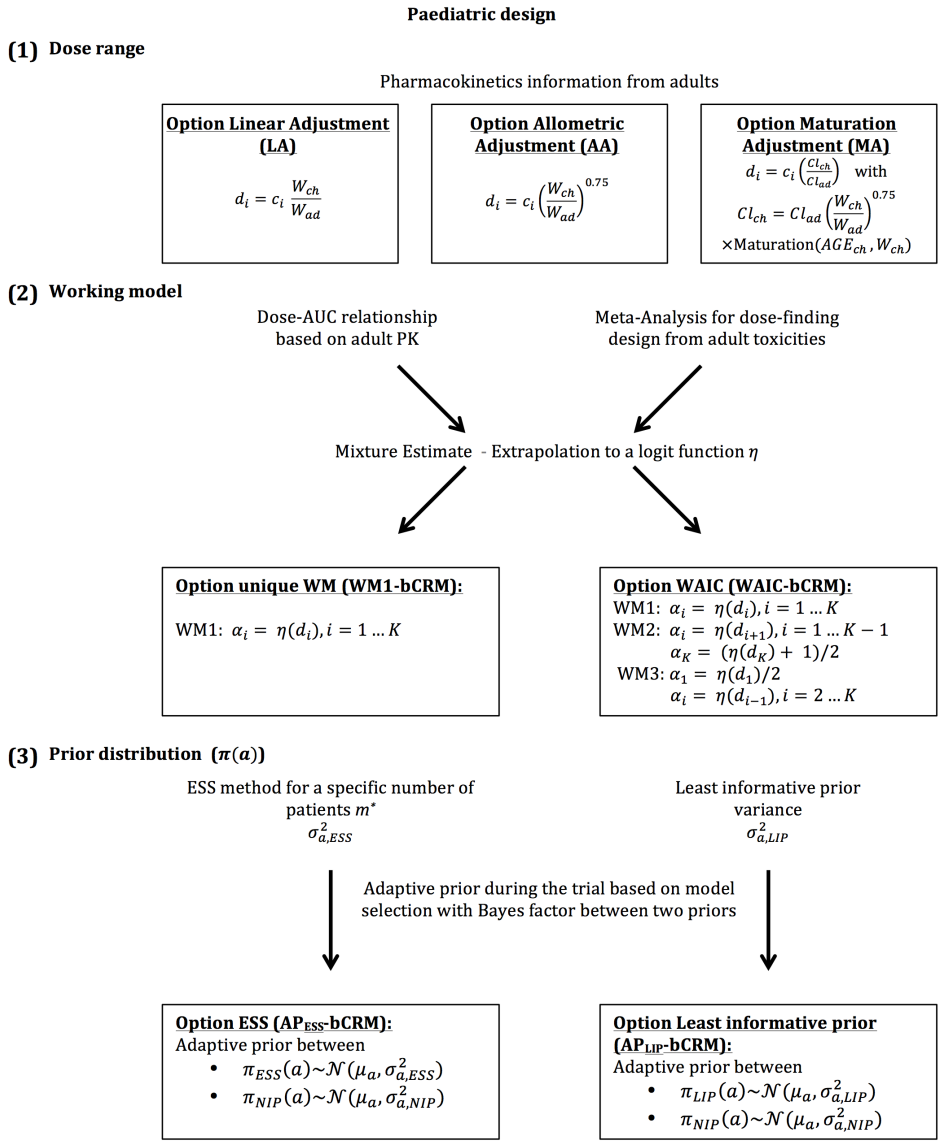 Paediatric design
(1) Dose range
Pharmacokinetics information from adults
Option Linear Adjustment
(LA)
d_i = c_i W_ch/W_ad
Option Allometric
Adjustment (AA)
d_i = c_i (W_ch/W_ad)^0.75
Option Maturation
Adjustment (MA)
d_i = c_i (Cl_ch/Cl_ad) with
Cl_ch = Cl_ad (W_ch/W_ad)^0.75
×Maturation(AGE_ch, W_ch)
(2) Working model
Dose-AUC relationship
based on adult PK
Meta-Analysis for dose-finding
design from adult toxicities
Mixture Estimate - Extrapolation to a logit function η
Option unique WM (WM1-bCRM):
WM1: α_i = η(d_i), i = 1 … K
Option WAIC (WAIC-bCRM):
WM1: α_i = η(d_i), i = 1 … K
WM2: α_i = η(d_{i+1}), i = 1 … K − 1
α_K = (η(d_K) + 1)/2
WM3: α_1 = η(d_1)/2
α_i = η(d_{i−1}), i = 2 … K
(3) Prior distribution (π(a))
ESS method for a specific number of
patients m*
σ²_{a,ESS}
Least informative prior
variance
σ²_{a,LIP}
Adaptive prior during the trial based on model
selection with Bayes factor between two priors
Option ESS (AP_ESS-bCRM):
Adaptive prior between
• π_ESS(a)~𝒩(μ_a, σ²_{a,ESS})
• π_NIP(a)~𝒩(μ_a, σ²_{a,NIP})
Option Least informative prior
(AP_LIP-bCRM):
Adaptive prior between
• π_LIP(a)~𝒩(μ_a, σ²_{a,LIP})
• π_NIP(a)~𝒩(μ_a, σ²_{a,NIP})